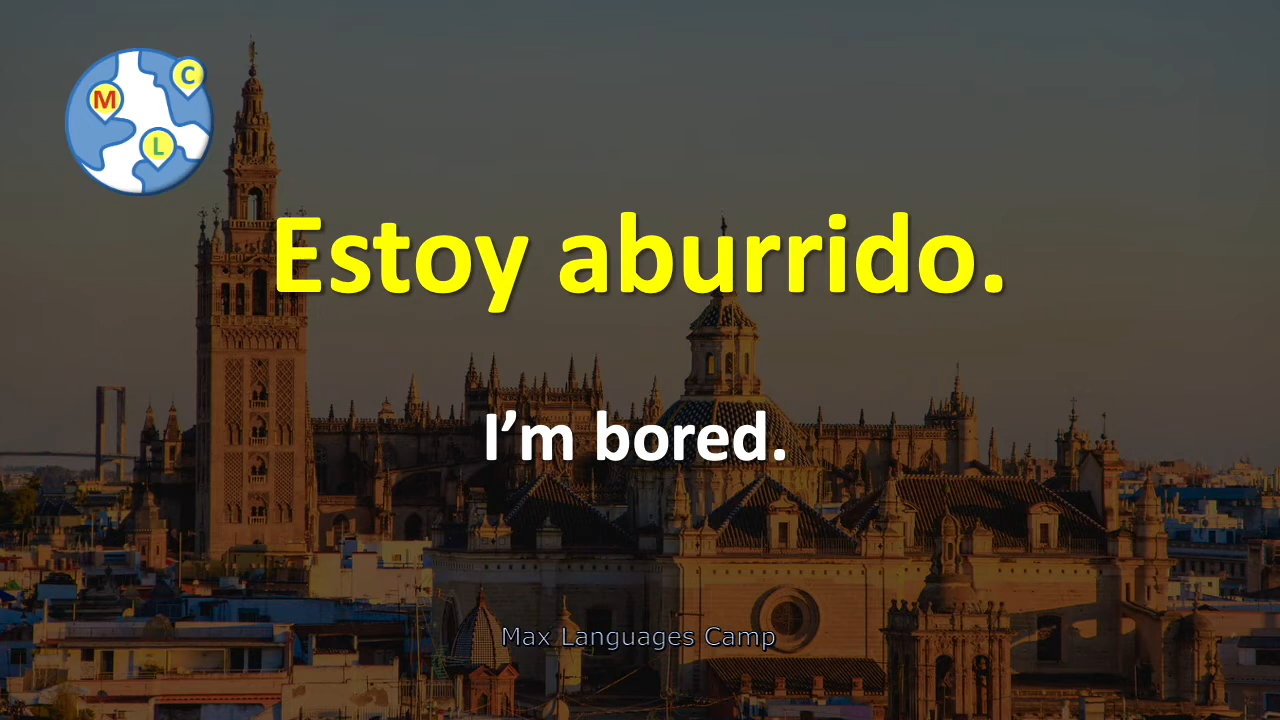 C
M
L
Estoy aburrido.
I’m bored.
Max Languages Camp